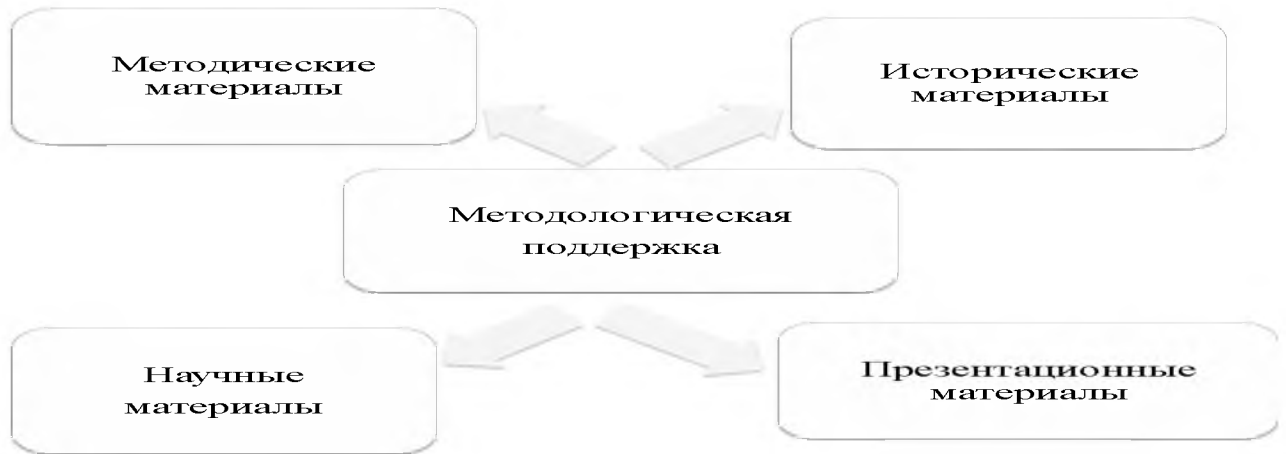 Методические
материалы
Исторические
материалы
Методологическая
поддержка
Научные
материалы
Презентационные
материалы